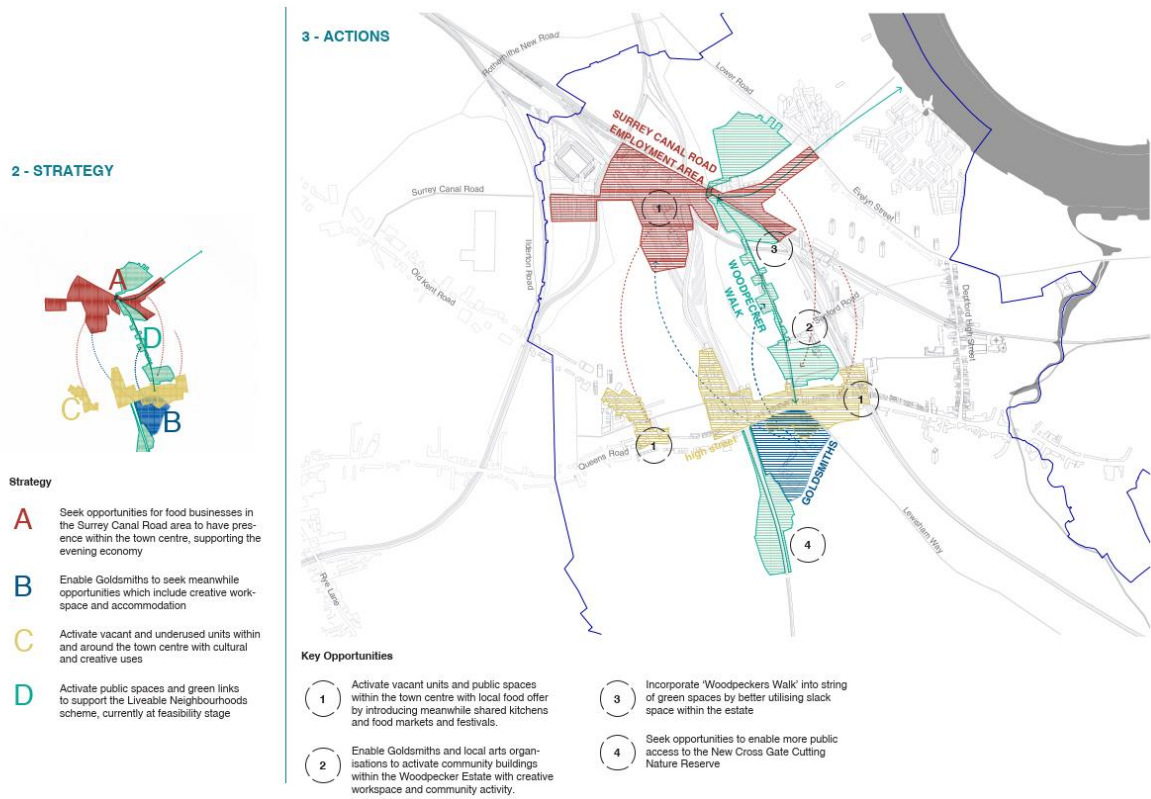 2 - STRATEGY
A
D
C
B
Strategy
A
Seek opportunities for food businesses in
the Surrey Canal Road area to have pres-
ence within the town centre, supporting the
evening economy
B
Enable Goldsmiths to seek meanwhile
opportunities which include creative work-
space and accommodation
C
Activate vacant and underused units within
and around the town centre with cultural
and creative uses
D
Activate public spaces and green links
to support the Liveable Neighbourhoods
scheme, currently at feasibility stage
3 - ACTIONS
Rotherhithe New Road
Lower Road
SURREY CANAL ROAD
EMPLOYMENT AREA
Surrey Canal Road
1
Evelyn Street
Ilderton Road
3
Old Kent Road
WOODPECKER
WALK
Sanford Road
2
Deptford High Street
1
1
Queens Road
high street
GOLDSMITHS
Lewisham Way
4
Rye Lane
Key Opportunities
1
Activate vacant units and public spaces
within the town centre with local food offer
by introducing meanwhile shared kitchens
and food markets and festivals.
2
Enable Goldsmiths and local arts organ-
isations to activate community buildings
within the Woodpecker Estate with creative
workspace and community activity.
3
Incorporate ‘Woodpeckers Walk’ into string
of green spaces by better utilising slack
space within the estate
4
Seek opportunities to enable more public
access to the New Cross Gate Cutting
Nature Reserve